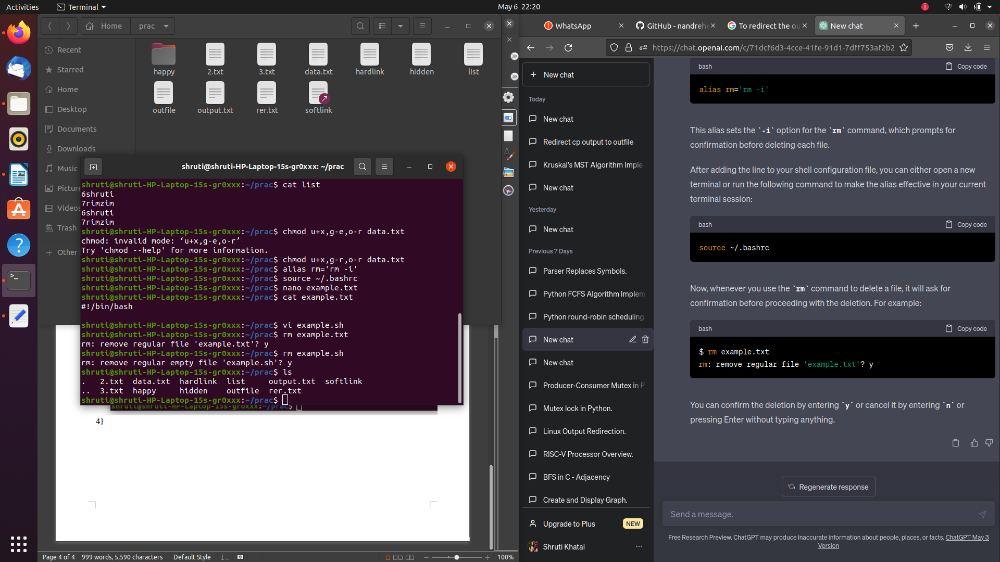 Activities
Terminal
May 6 22:20
Home
prac
Recent
Starred
Home
Desktop
Documents
Downloads
Music
Picture
Videos
Trash
Other
happy
2.txt
3.txt
data.txt
hardlink
hidden
list
outfile
output.txt
rer.txt
softlink
shruti@shruti-HP-Laptop-15s-gr0xxx: ~/prac
shruti@shruti-HP-Laptop-15s-gr0xxx:~/prac$ cat list
6shruti
7rimzim
6shruti
7rimzim
shruti@shruti-HP-Laptop-15s-gr0xxx:~/prac$ chmod u+x,g-e,o-r data.txt
chmod: invalid mode: ‘u+x,g-e,o-r’
Try 'chmod --help' for more information.
shruti@shruti-HP-Laptop-15s-gr0xxx:~/prac$ chmod u+x,g-r,o-r data.txt
shruti@shruti-HP-Laptop-15s-gr0xxx:~/prac$ alias rm='rm -i'
shruti@shruti-HP-Laptop-15s-gr0xxx:~/prac$ source ~/.bashrc
shruti@shruti-HP-Laptop-15s-gr0xxx:~/prac$ nano example.txt
shruti@shruti-HP-Laptop-15s-gr0xxx:~/prac$ cat example.txt
#!/bin/bash
shruti@shruti-HP-Laptop-15s-gr0xxx:~/prac$ vi example.sh
shruti@shruti-HP-Laptop-15s-gr0xxx:~/prac$ rm example.txt
rm: remove regular file 'example.txt'? y
shruti@shruti-HP-Laptop-15s-gr0xxx:~/prac$ rm example.sh
rm: remove regular empty file 'example.sh'? y
shruti@shruti-HP-Laptop-15s-gr0xxx:~/prac$ ls
. 2.txt data.txt hardlink list output.txt softlink
.. 3.txt happy hidden outfile rer.txt
shruti@shruti-HP-Laptop-15s-gr0xxx:~/prac$
shruti@shruti-HP-Laptop-15s-gr0xxx:~/prac$
4}
Page 4 of 4
999 words, 5,590 characters
Default Style
100%
WhatsApp
GitHub - nandrehe
To redirect the ou
New chat
https://chat.openai.com/c/71dcf6d3-4cce-41fe-91d1-7dff753af2b2
New chat
Today
New chat
Redirect cp output to outfile
Kruskal's MST Algorithm Imple
New chat
Yesterday
New chat
Previous 7 Days
Parser Replaces Symbols.
Python FCFS Algorithm Implem
Python round-robin scheduling.
New chat
New chat
Producer-Consumer Mutex in P
Mutex lock in Python.
Linux Output Redirection.
RISC-V Processor Overview.
BFS in C - Adjacency
Create and Display Graph.
Upgrade to Plus
NEW
Shruti Khatal
bash
Copy code
alias rm='rm -i'
This alias sets the `-i` option for the `rm` command, which prompts for
confirmation before deleting each file.
After adding the line to your shell configuration file, you can either open a new
terminal or run the following command to make the alias effective in your current
terminal session:
bash
Copy code
source ~/.bashrc
Now, whenever you use the `rm` command to delete a file, it will ask for
confirmation before proceeding with the deletion. For example:
bash
Copy code
$ rm example.txt
rm: remove regular file 'example.txt'? y
You can confirm the deletion by entering `y` or cancel it by entering `n` or
pressing Enter without typing anything.
Regenerate response
Send a message.
Free Research Preview. ChatGPT may produce inaccurate information about people, places, or facts. ChatGPT May 3
Version